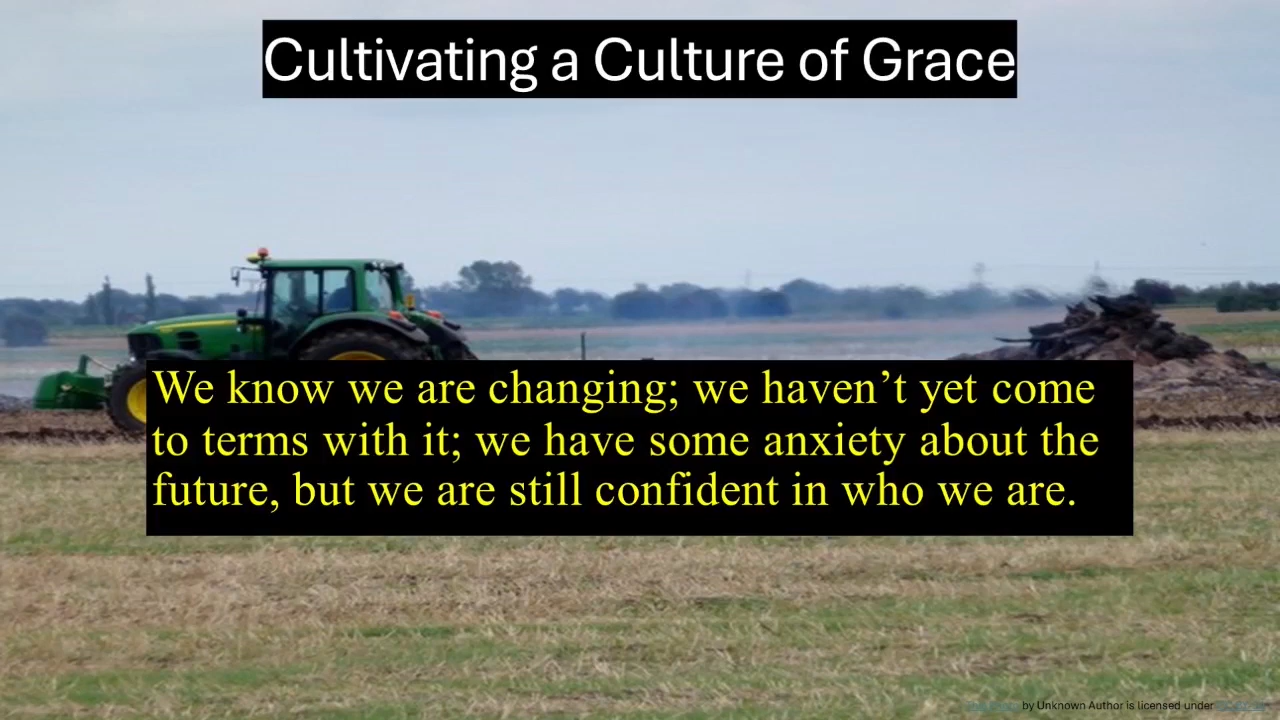 Cultivating a Culture of Grace
We know we are changing; we haven’t yet come
to terms with it; we have some anxiety about the
future, but we are still confident in who we are.
by Unknown Author is licensed under